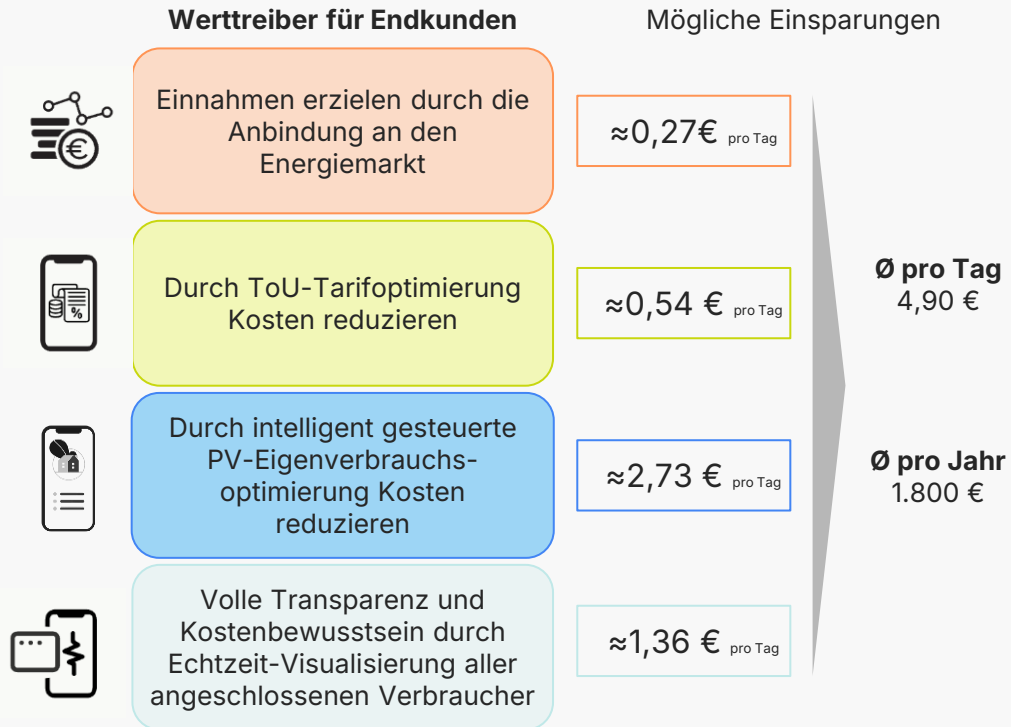 Werttreiber für Endkunden
Mögliche Einsparungen
Einnahmen erzielen durch die
Anbindung an den
Energiemarkt
≈0,27€ pro Tag
Durch ToU-Tarifoptimierung
Kosten reduzieren
≈0,54 € pro Tag
Durch intelligent gesteuerte
PV-Eigenverbrauchs-
optimierung Kosten
reduzieren
≈2,73 € pro Tag
Volle Transparenz und
Kostenbewusstsein durch
Echtzeit-Visualisierung aller
angeschlossenen Verbraucher
≈1,36 € pro Tag
Ø pro Tag
4,90 €
Ø pro Jahr
1.800 €